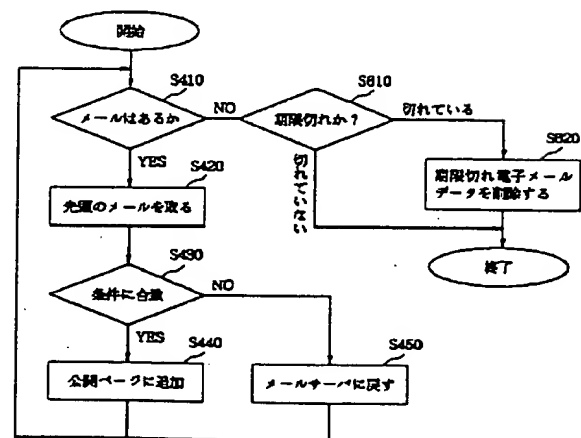 開始
S410
メールはあるか
NO
YES
S610
期限切れか?
切れている
切れていない
S620
期限切れ電子メール
データを削除する
終了
S420
先頭のメールを取る
S430
条件に合致
NO
YES
S440
公開ページに追加
S450
メールサーバに戻す